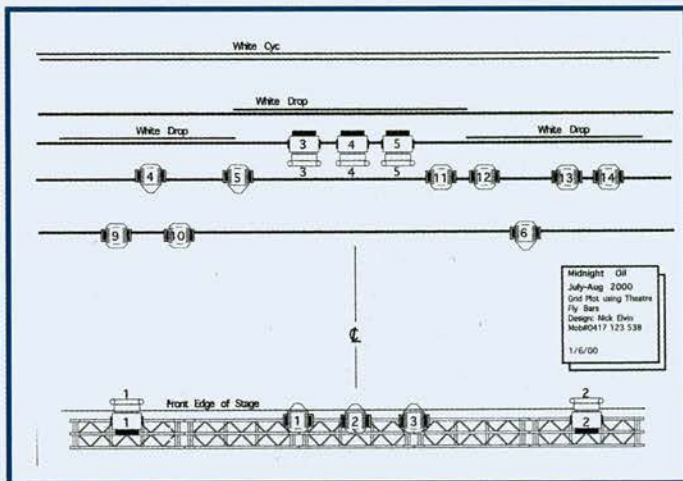 White Cyc
White Drop
White Drop
White Drop
3 4 5
3 4 5
4 5 11 12 13 14
9 10 6
Midnight Oil
July-Aug 2000
Grid Plot using Theatre
Fly Bars
Design: Nick Elvin
Mob#0417 123 538
1/6/00
℄
1 2
Front Edge of Stage
1 1 2 3 2